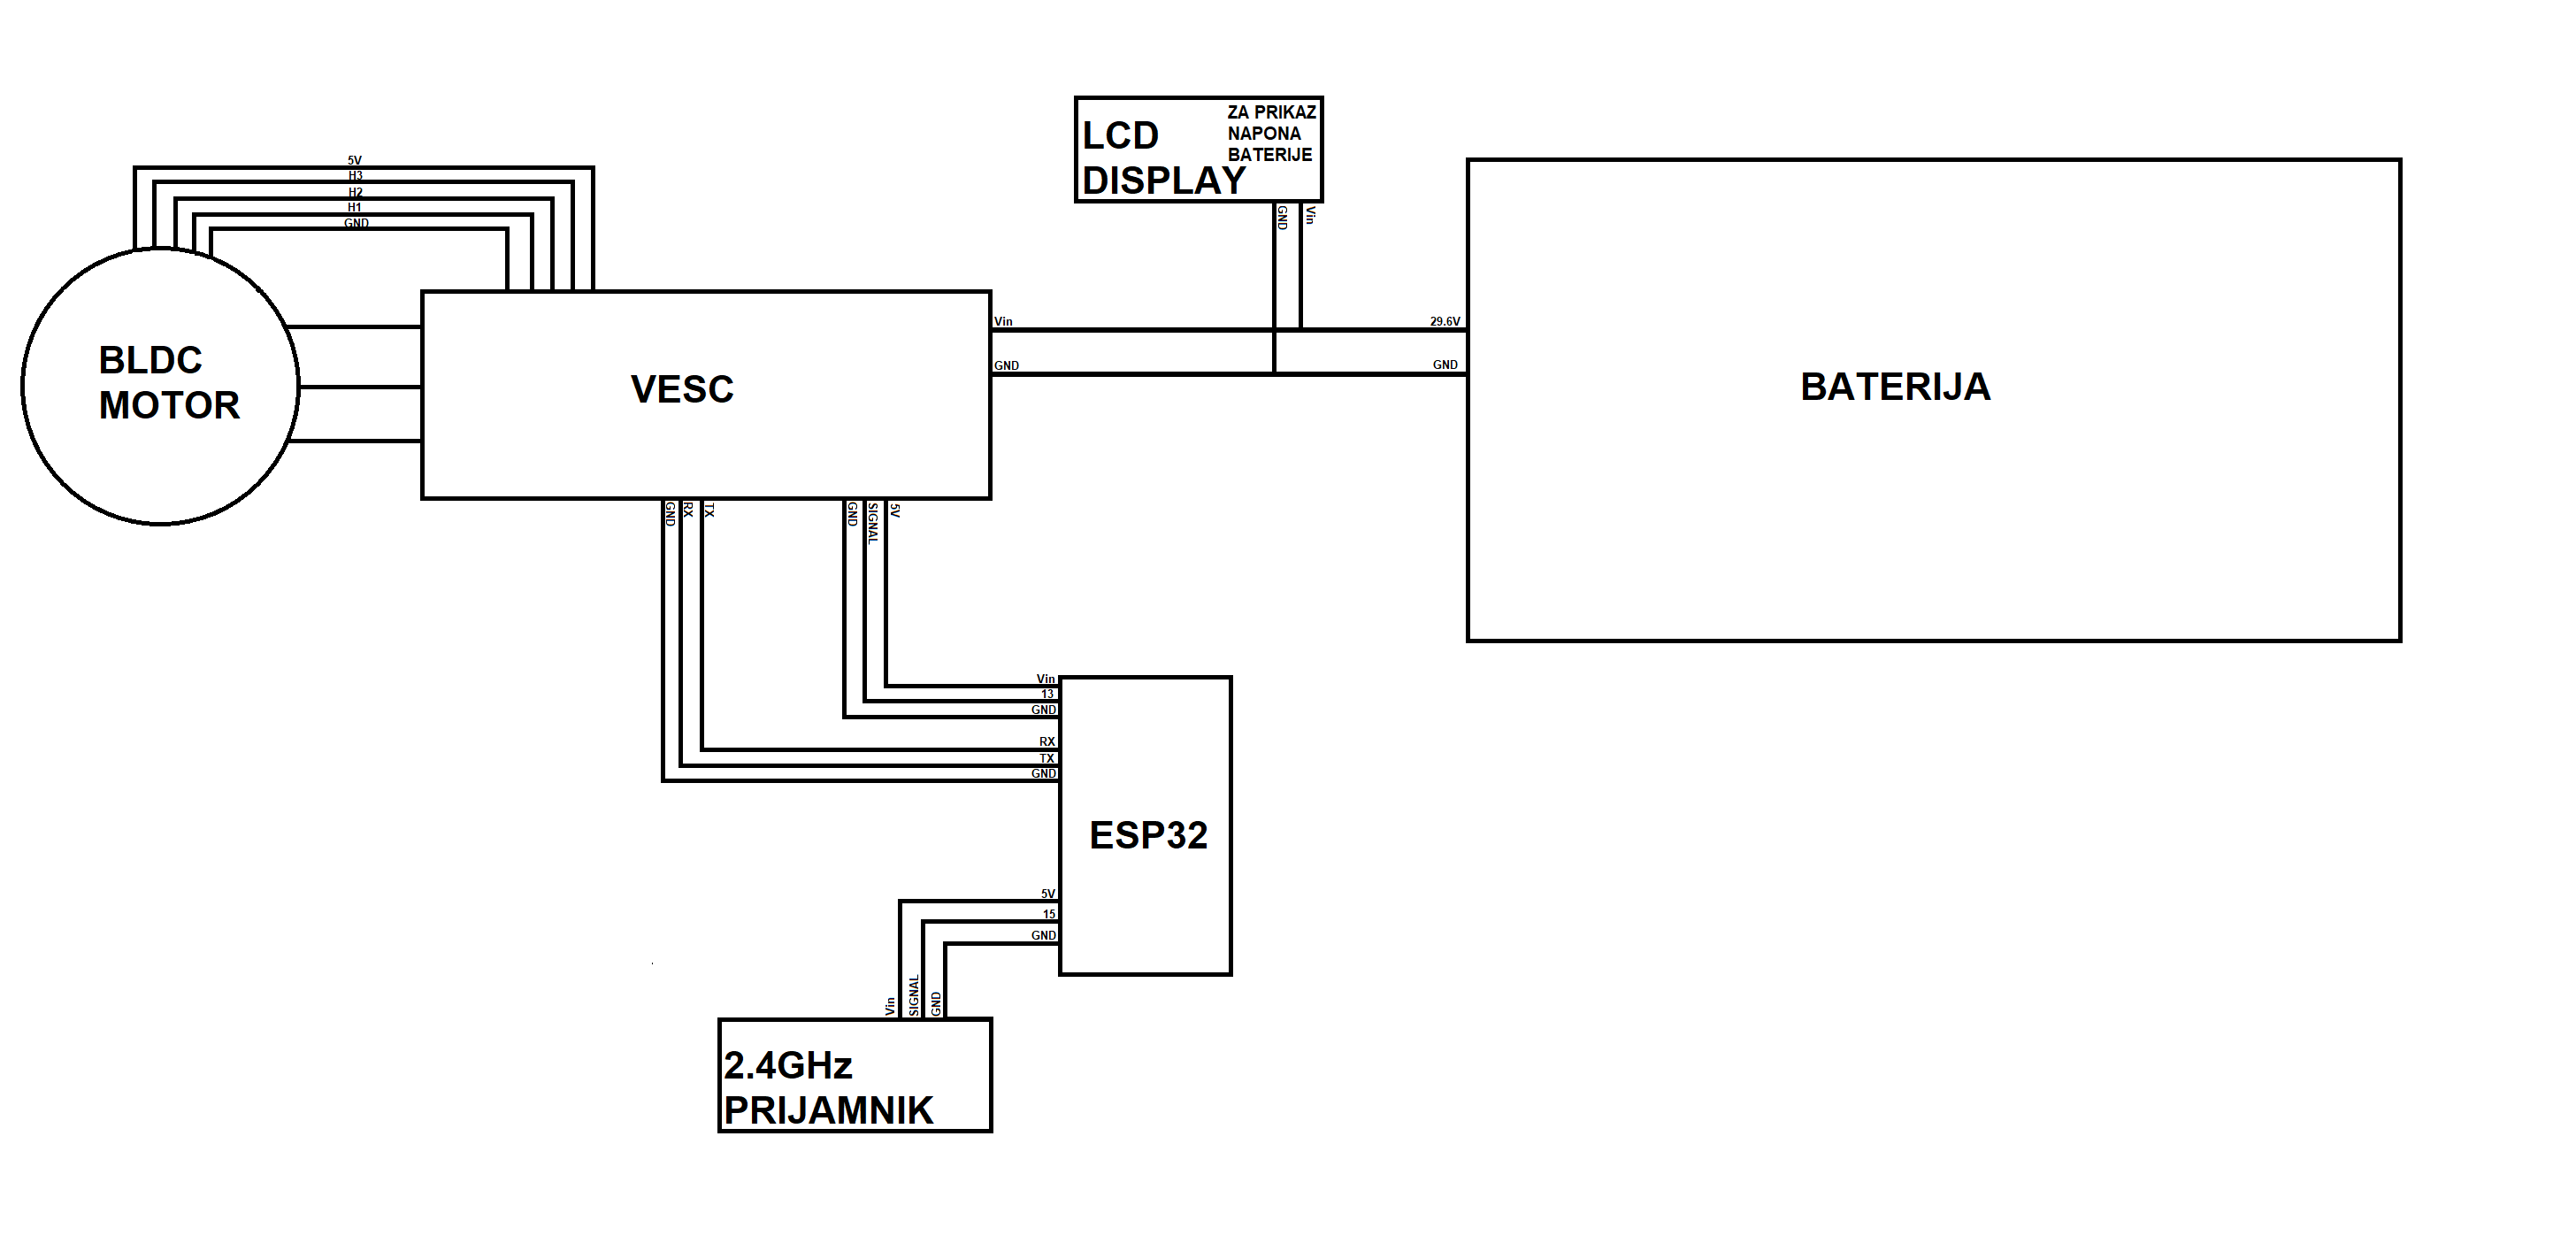 5V
H3
H2
H1
GND
BLDC
MOTOR
VESC
LCD
DISPLAY
ZA PRIKAZ
NAPONA
BATERIJE
GND
Vin
Vin
29.6V
GND
GND
BATERIJA
GND
RX
TX
GND
SIGNAL
5V
Vin
13
GND
RX
TX
GND
ESP32
5V
15
GND
Vin
SIGNAL
GND
2.4GHz
PRIJAMNIK